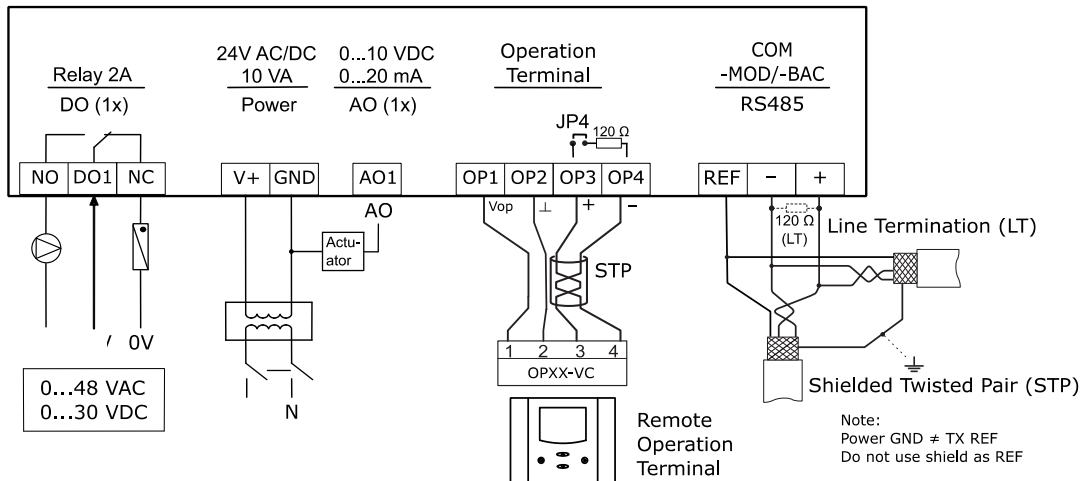 Relay 2A
DO (1x)
24V AC/DC
10 VA
Power
0...10 VDC
0...20 mA
AO (1x)
Operation
Terminal
COM
-MOD/-BAC
RS485
JP4
120 Ω
NO DO1 NC
V+ GND
AO1
OP1 OP2 OP3 OP4
REF − +
Vop ⊥ + −
AO
Actu-
ator
STP
120 Ω
(LT)
Line Termination (LT)
0V
1 2 3 4
OPXX-VC
N
0...48 VAC
0...30 VDC
Remote
Operation
Terminal
Shielded Twisted Pair (STP)
Note:
Power GND ≠ TX REF
Do not use shield as REF